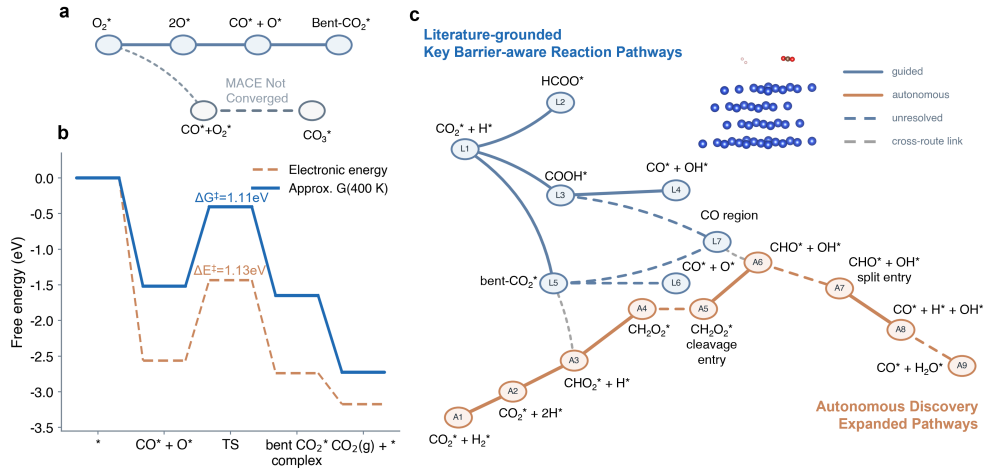 a
O₂*
2O*
CO* + O*
Bent-CO₂*
MACE Not
Converged
CO*+O₂*
CO₃*
b
Free energy (eV)
0.0
-0.5
-1.0
-1.5
-2.0
-2.5
-3.0
-3.5
Electronic energy
Approx. G(400 K)
ΔG‡=1.11eV
ΔE‡=1.13eV
*
CO* + O*
TS
bent CO₂*
complex
CO₂(g) + *
c
Literature-grounded
Key Barrier-aware Reaction Pathways
guided
autonomous
unresolved
cross-route link
HCOO*
L2
CO₂* + H*
L1
COOH*
L3
CO* + OH*
L4
CO region
L7
bent-CO₂*
L5
CO* + O*
L6
CHO* + OH*
A6
CHO* + OH*
split entry
A7
A4
CH₂O₂*
A5
CH₂O₂*
cleavage
entry
CO* + H* + OH*
A8
CO* + H₂O*
A9
A3
CHO₂* + H*
A2
CO₂* + 2H*
A1
CO₂* + H₂*
Autonomous Discovery
Expanded Pathways